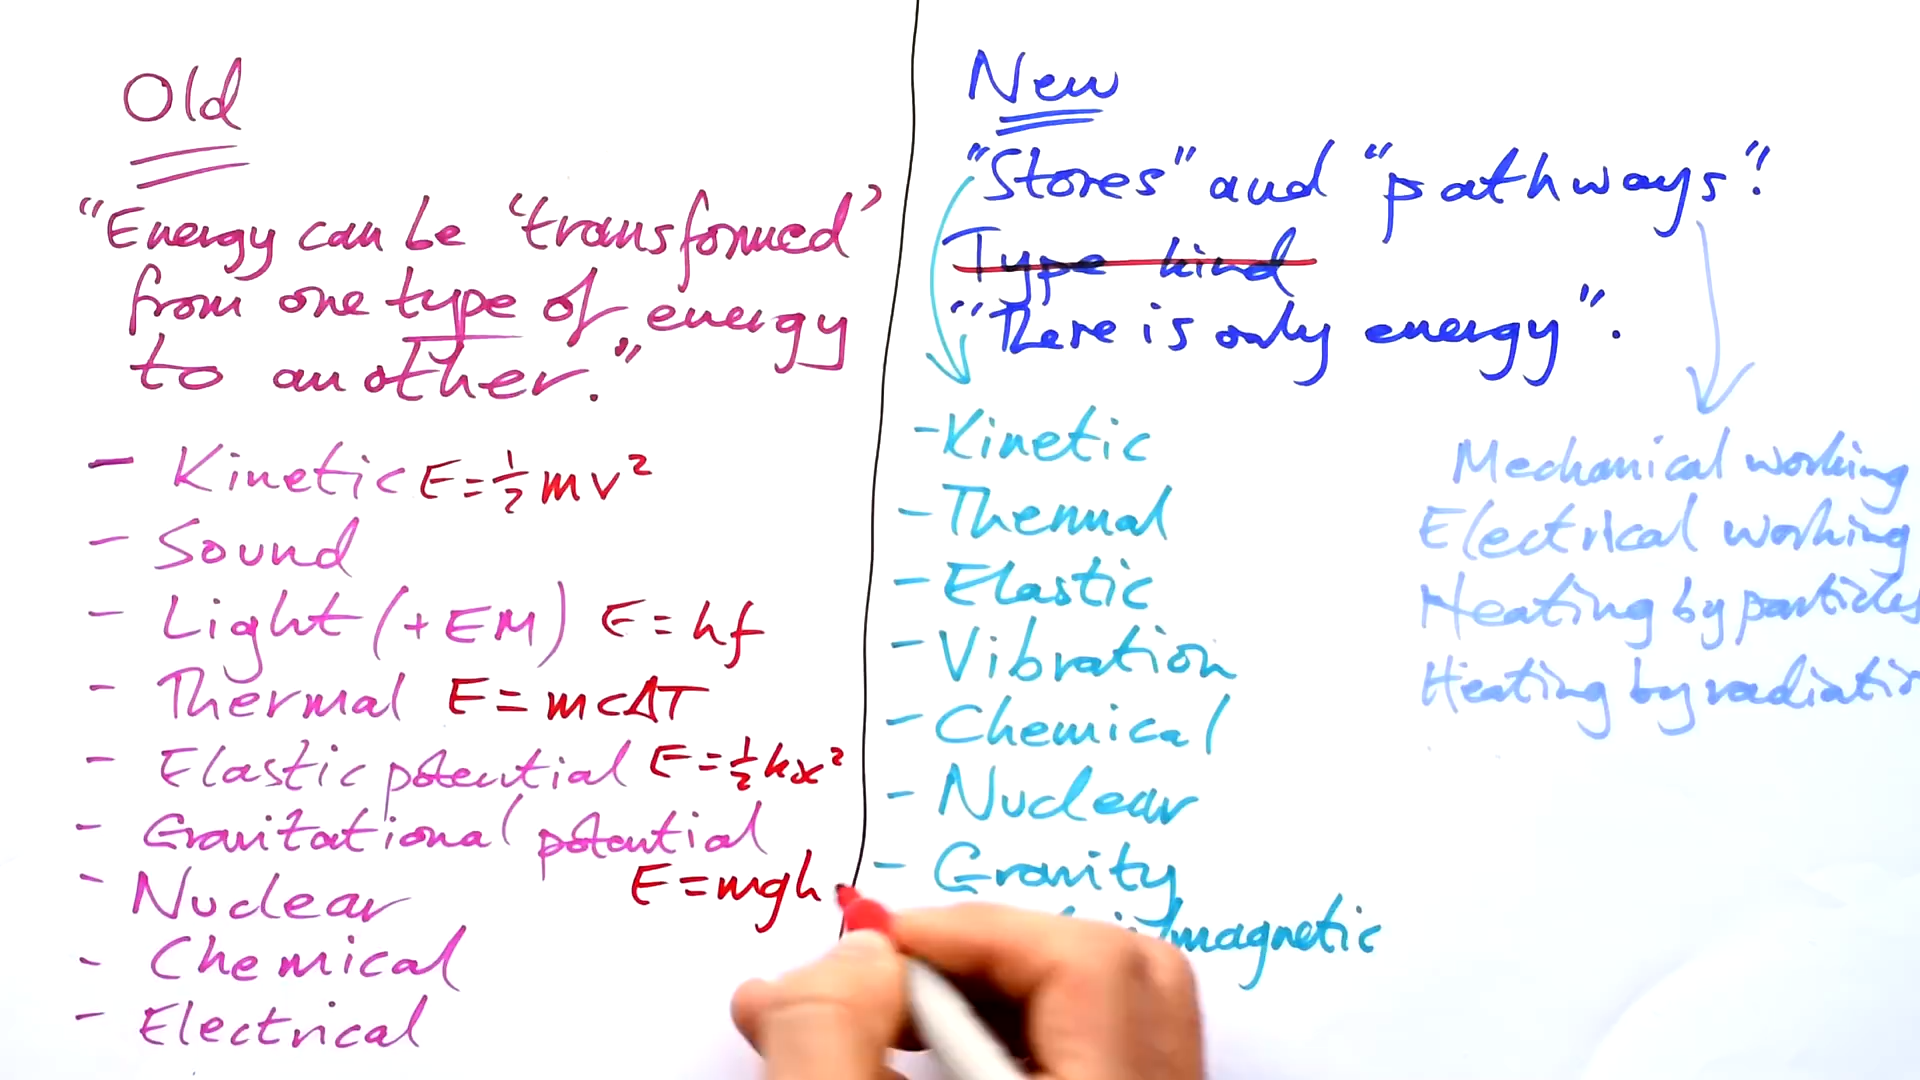 Old
"Energy can be 'transformed'
from one type of energy
to another."
- Kinetic E=½mv²
- Sound
- Light (+EM) E=hf
- Thermal E=mcΔT
- Elastic potential E=½kx²
- Gravitational potential
E=mgh
- Nuclear
- Chemical
- Electrical
New
"Stores" and "pathways"!
Type kind
"There is only energy".
-Kinetic
-Thermal
-Elastic
-Vibration
-Chemical
-Nuclear
-Gravity
magnetic
Mechanical working
Electrical working
Heating by particles
Heating by radiatio